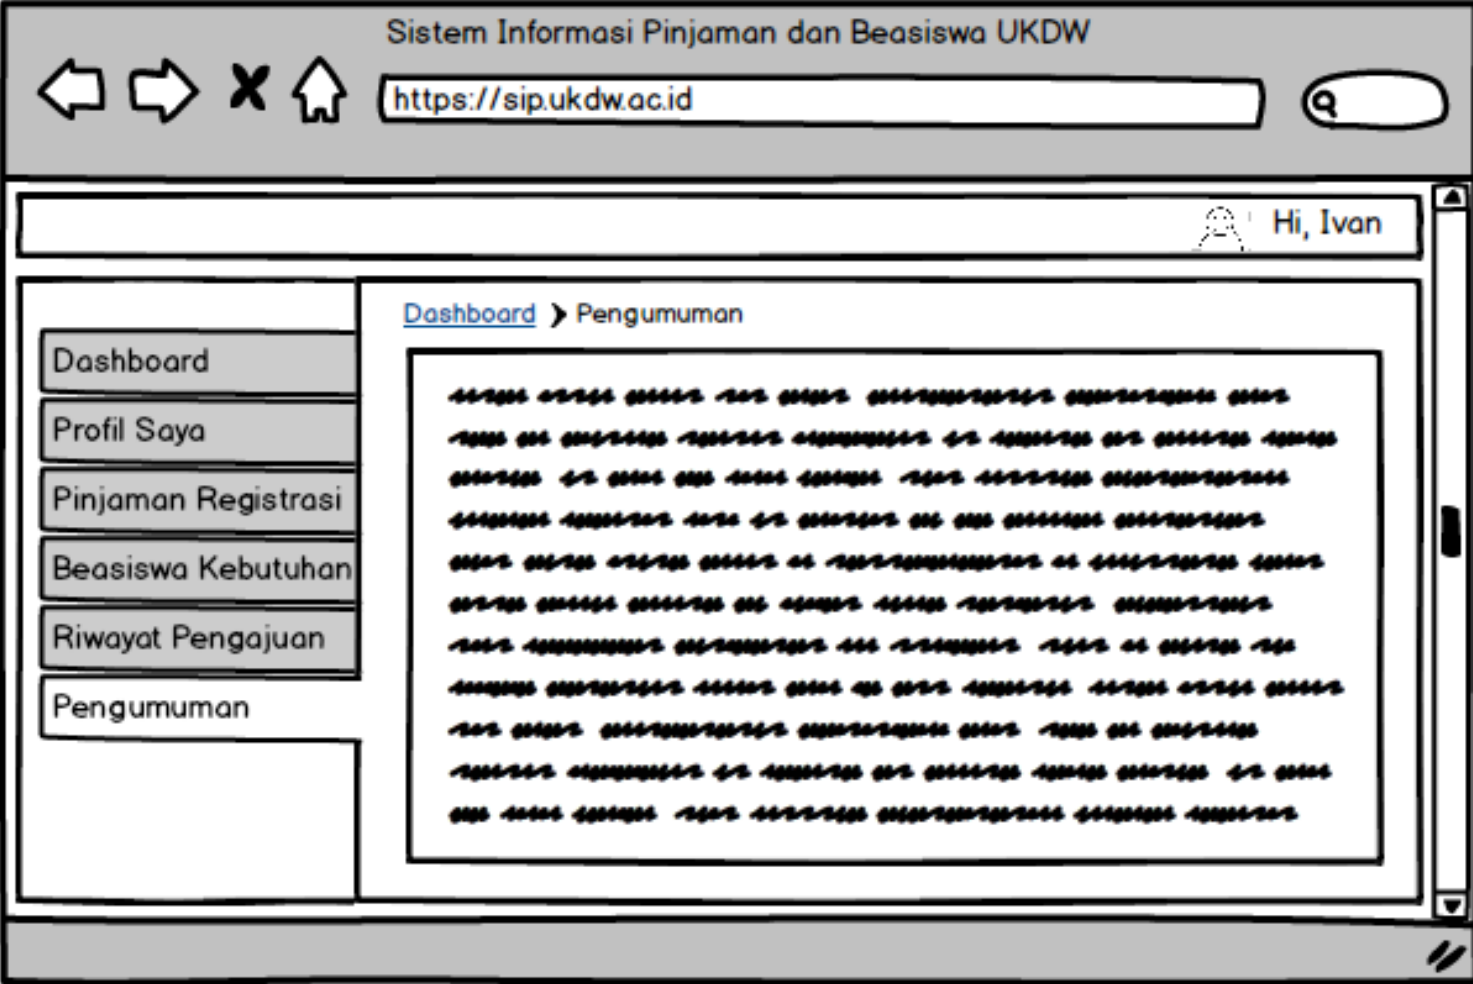 Sistem Informasi Pinjaman dan Beasiswa UKDW
https://sip.ukdw.ac.id
Hi, Ivan
Dashboard
Profil Saya
Pinjaman Registrasi
Beasiswa Kebutuhan
Riwayat Pengajuan
Pengumuman
Dashboard Pengumuman